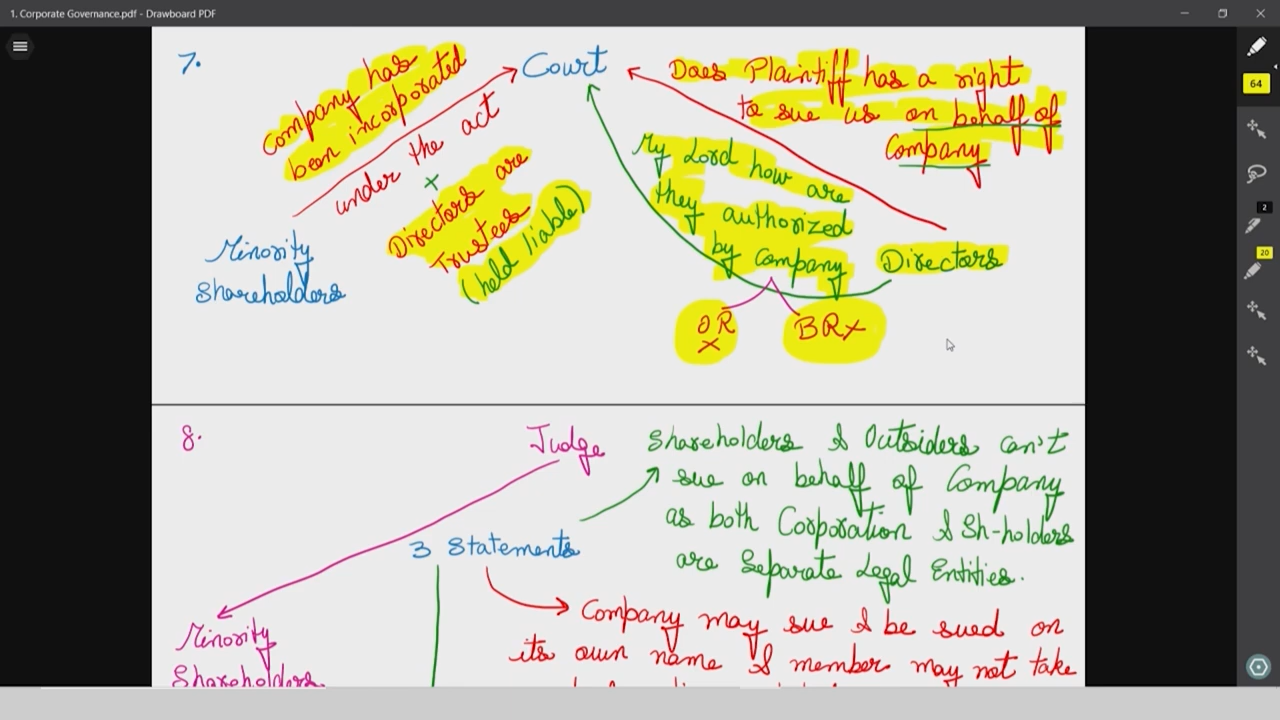 1. Corporate Governance.pdf - Drawboard PDF
64
2
20
7.
Court
Company has
been incorporated
under the act
+
Directors are
Trustees
(held liable)
Minority
Shareholders
Does Plaintiff has a right
to sue us on behalf of
Company
My Lord how are
they authorized
by Company
Directors
OR
x
BRx
8.
Judge
3 Statements
Minority
Shareholders
Shareholders & Outsiders can't
sue on behalf of Company
as both Corporation & Sh-holders
are Separate Legal Entities.
Company may sue & be sued on
its own name & member may not take